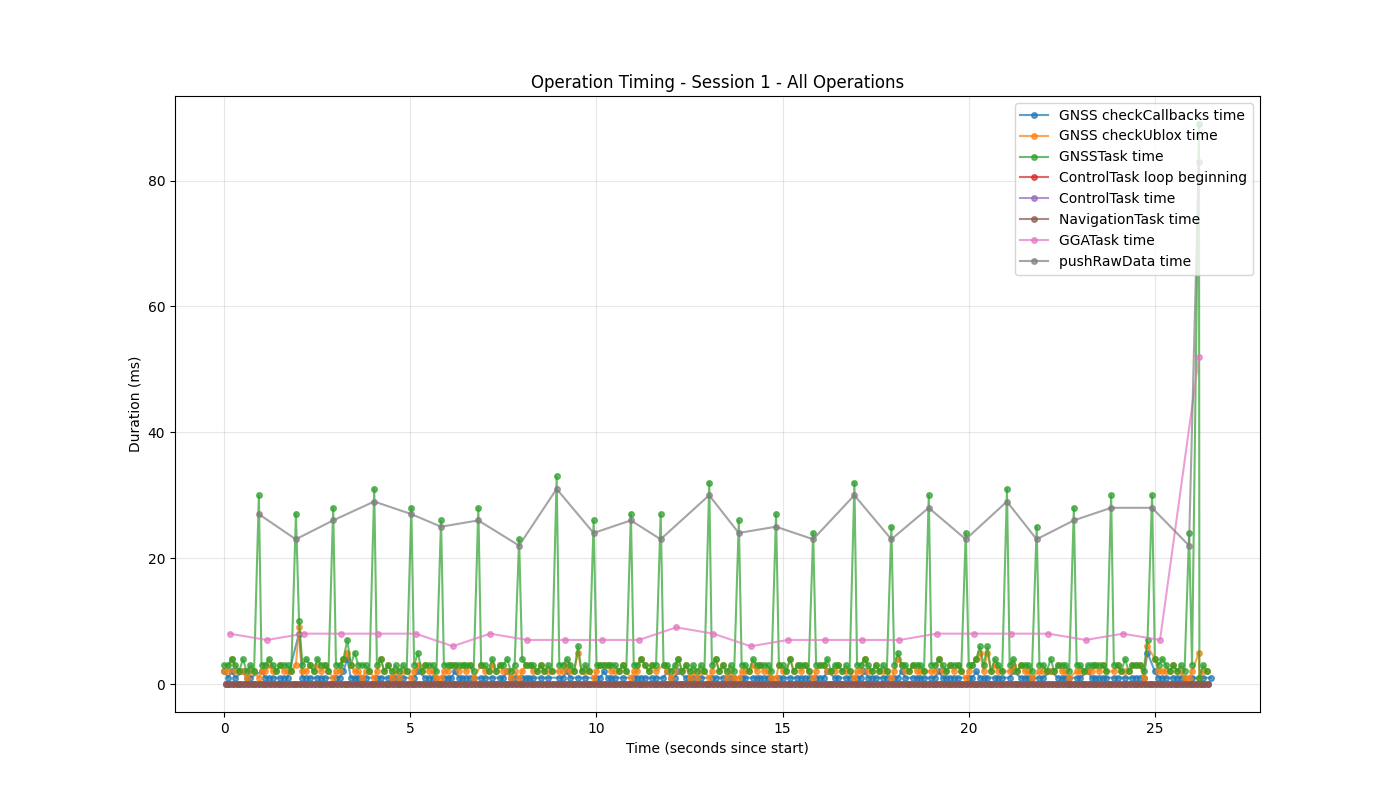 Operation Timing - Session 1 - All Operations
GNSS checkCallbacks time
GNSS checkUblox time
GNSSTask time
ControlTask loop beginning
ControlTask time
NavigationTask time
GGATask time
pushRawData time
Duration (ms)
80
60
40
20
0
0 5 10 15 20 25
Time (seconds since start)